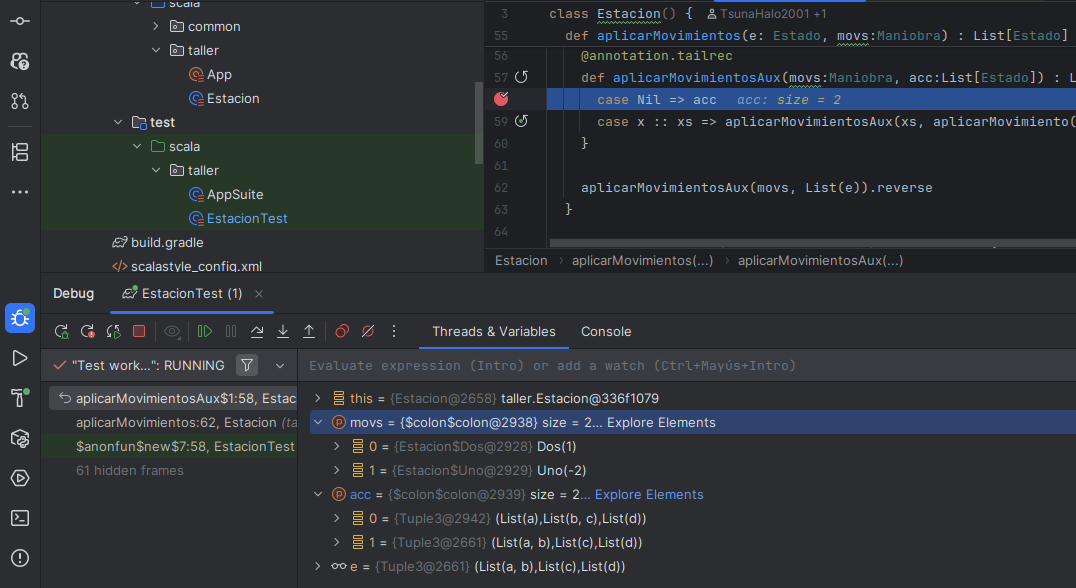 scala
common
taller
App
Estacion
test
scala
taller
AppSuite
EstacionTest
build.gradle
scalastyle_config.xml
3 class Estacion() { TsunaHalo2001 +1
55 def aplicarMovimientos(e: Estado, movs:Maniobra) : List[Estado]
56 @annotation.tailrec
57 def aplicarMovimientosAux(movs:Maniobra, acc:List[Estado]) : L
case Nil => acc acc: size = 2
59 case x :: xs => aplicarMovimientosAux(xs, aplicarMovimiento(
60 }
61
62 aplicarMovimientosAux(movs, List(e)).reverse
63 }
64
Estacion › aplicarMovimientos(...) › aplicarMovimientosAux(...)
Debug EstacionTest (1) ×
Threads & Variables Console
"Test work...": RUNNING
aplicarMovimientosAux$1:58, Estac
aplicarMovimientos:62, Estacion (ta
$anonfun$new$7:58, EstacionTest
61 hidden frames
Evaluate expression (Intro) or add a watch (Ctrl+Mayús+Intro)
this = {Estacion@2658} taller.Estacion@336f1079
movs = {$colon$colon@2938} size = 2... Explore Elements
0 = {Estacion$Dos@2928} Dos(1)
1 = {Estacion$Uno@2929} Uno(-2)
acc = {$colon$colon@2939} size = 2... Explore Elements
0 = {Tuple3@2942} (List(a),List(b, c),List(d))
1 = {Tuple3@2661} (List(a, b),List(c),List(d))
e = {Tuple3@2661} (List(a, b),List(c),List(d))